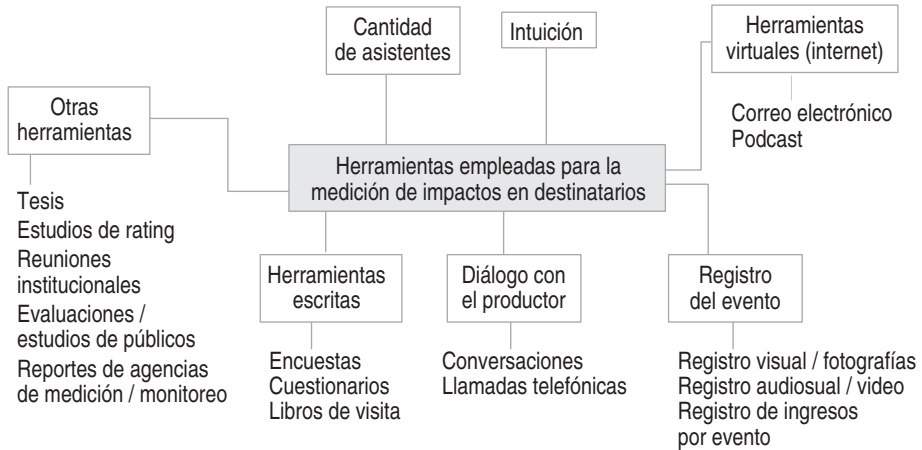 Cantidad
de asistentes
Intuición
Herramientas
virtuales (internet)
Correo electrónico
Podcast
Otras
herramientas
Tesis
Estudios de rating
Reuniones
institucionales
Evaluaciones /
estudios de públicos
Reportes de agencias
de medición / monitoreo
Herramientas empleadas para la
medición de impactos en destinatarios
Herramientas
escritas
Encuestas
Cuestionarios
Libros de visita
Diálogo con
el productor
Conversaciones
Llamadas telefónicas
Registro
del evento
Registro visual / fotografías
Registro audiosual / video
Registro de ingresos
por evento